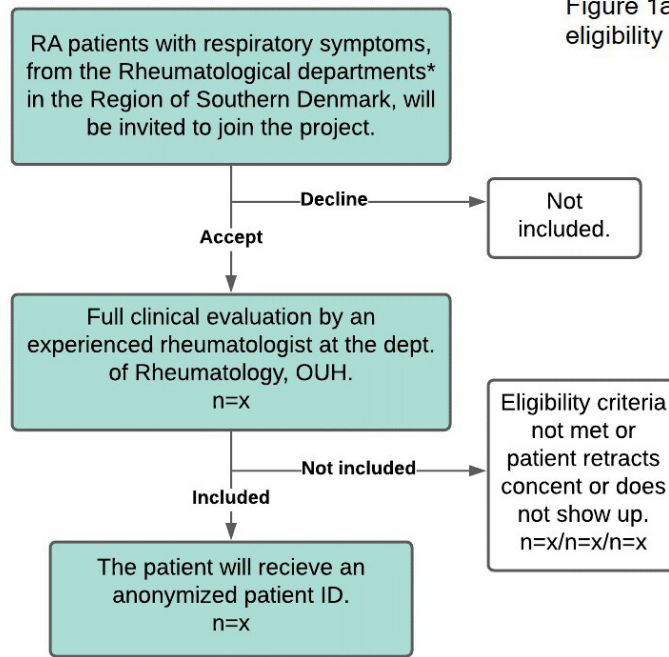 Figure 1a
eligibility
RA patients with respiratory symptoms,
from the Rheumatological departments*
in the Region of Southern Denmark, will
be invited to join the project.
Decline
Not
included.
Accept
Full clinical evaluation by an
experienced rheumatologist at the dept.
of Rheumatology, OUH.
n=x
Eligibility criteria
not met or
patient retracts
concent or does
not show up.
n=x/n=x/n=x
Not included
Included
The patient will recieve an
anonymized patient ID.
n=x